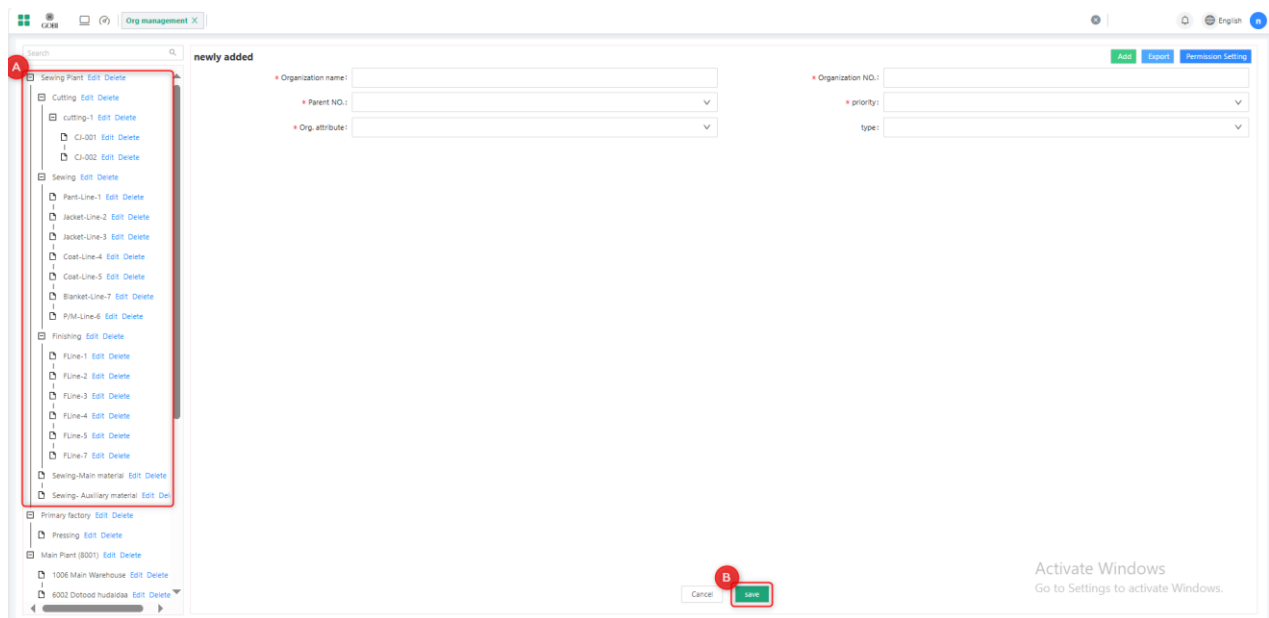 GOBI
Org management X
English
n
Search
A
Sewing Plant Edit Delete
Cutting Edit Delete
cutting-1 Edit Delete
CJ-001 Edit Delete
CJ-002 Edit Delete
Sewing Edit Delete
Pant-Line-1 Edit Delete
Jacket-Line-2 Edit Delete
Jacket-Line-3 Edit Delete
Coat-Line-4 Edit Delete
Coat-Line-5 Edit Delete
Blanket-Line-7 Edit Delete
P/M-Line-6 Edit Delete
Finishing Edit Delete
FLine-1 Edit Delete
FLine-2 Edit Delete
FLine-3 Edit Delete
FLine-4 Edit Delete
FLine-5 Edit Delete
FLine-7 Edit Delete
Sewing-Main material Edit Delete
Sewing- Auxiliary material Edit Del
Primary factory Edit Delete
Pressing Edit Delete
Main Plant (8001) Edit Delete
1006 Main Warehouse Edit Delete
6002 Dotood hudaldaa Edit Delete
newly added
Add Export Permission Setting
* Organization name: * Organization NO.:
* Parent NO.: * priority:
* Org. attribute: type:
B
Cancel save
Activate Windows
Go to Settings to activate Windows.